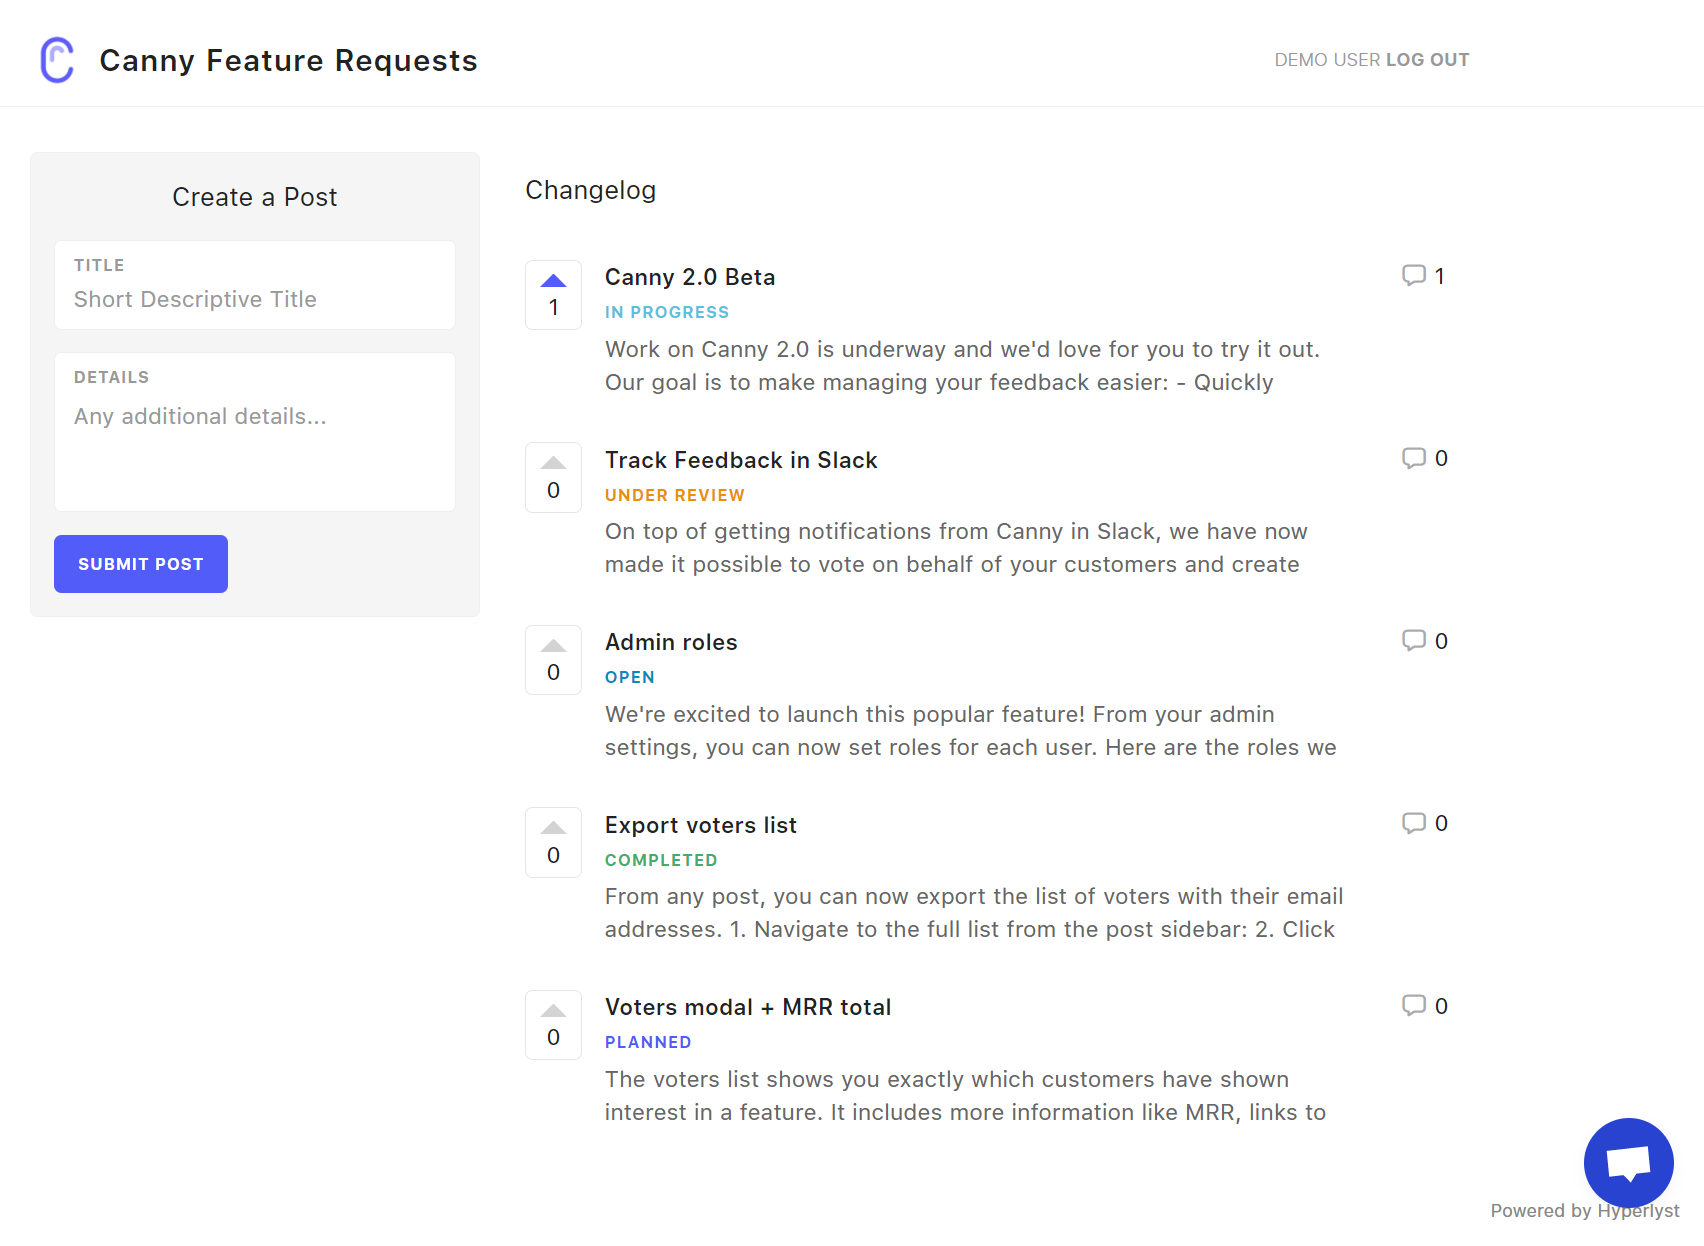 Canny Feature Requests
DEMO USER LOG OUT
Create a Post
TITLE
Short Descriptive Title
DETAILS
Any additional details...
SUBMIT POST
Changelog
1
Canny 2.0 Beta
1
IN PROGRESS
Work on Canny 2.0 is underway and we'd love for you to try it out.
Our goal is to make managing your feedback easier: - Quickly
0
Track Feedback in Slack
0
UNDER REVIEW
On top of getting notifications from Canny in Slack, we have now
made it possible to vote on behalf of your customers and create
0
Admin roles
0
OPEN
We're excited to launch this popular feature! From your admin
settings, you can now set roles for each user. Here are the roles we
0
Export voters list
0
COMPLETED
From any post, you can now export the list of voters with their email
addresses. 1. Navigate to the full list from the post sidebar: 2. Click
0
Voters modal + MRR total
0
PLANNED
The voters list shows you exactly which customers have shown
interest in a feature. It includes more information like MRR, links to
Powered by Hyperlyst